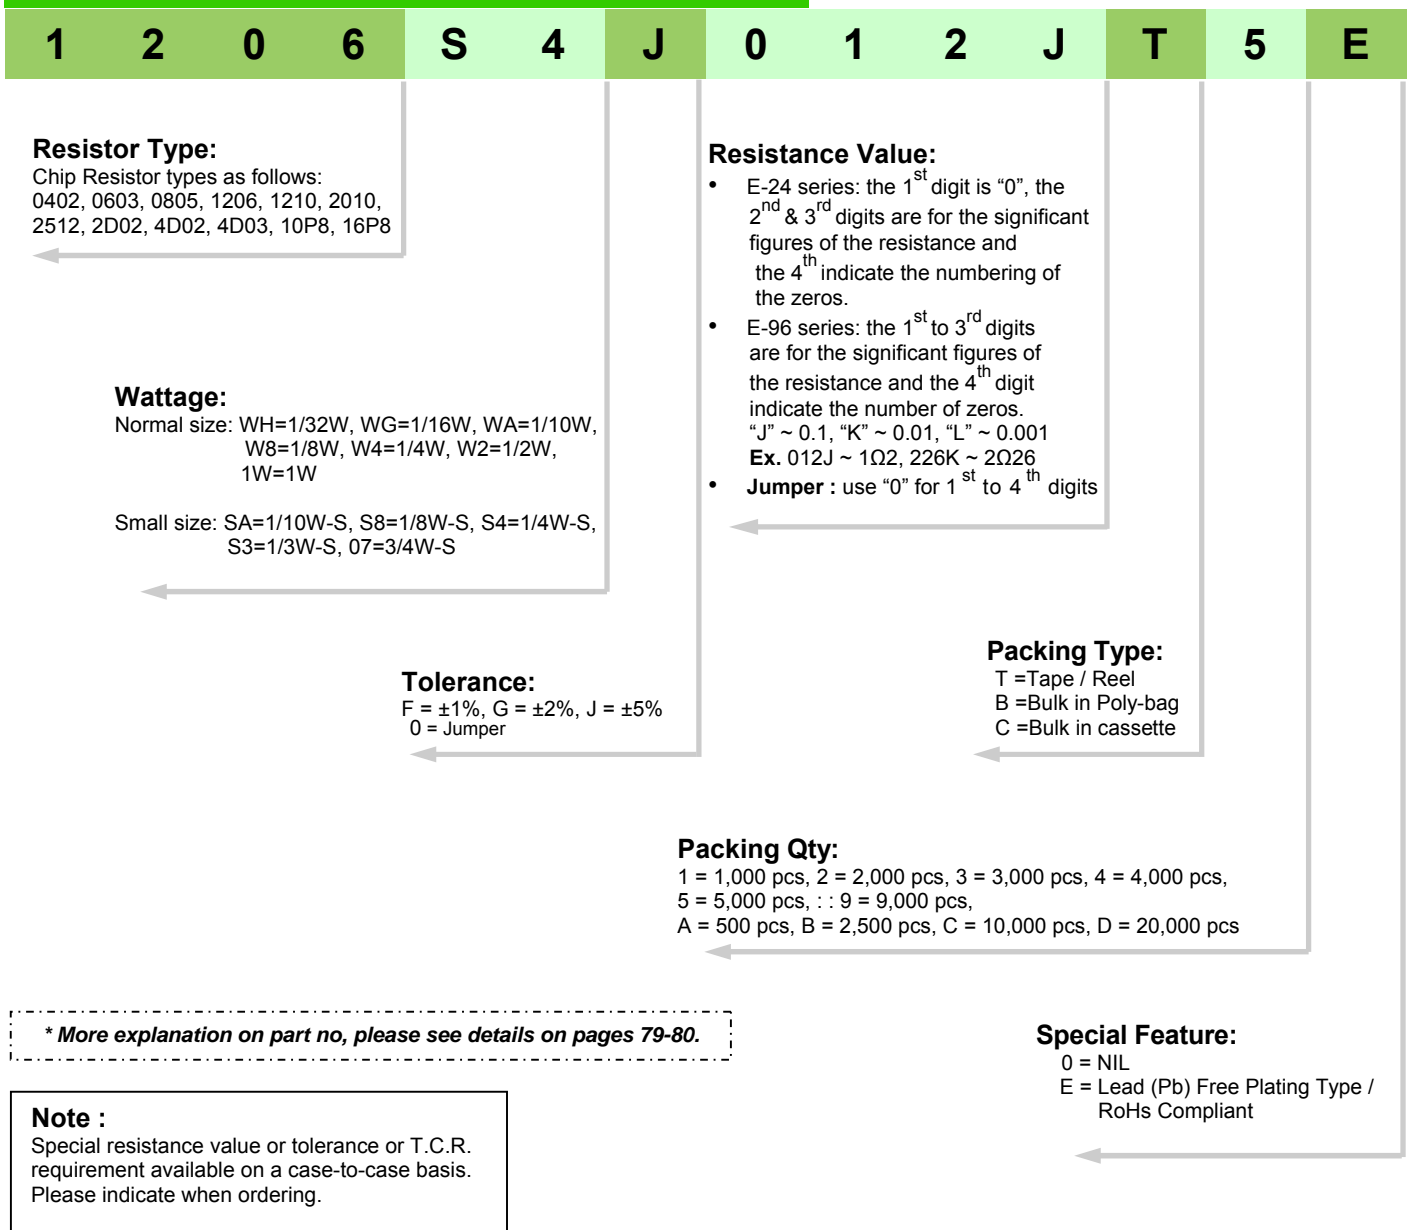 1 2 0 6 S 4 J 0 1 2 J T 5 E
Resistor Type:
Chip Resistor types as follows:
0402, 0603, 0805, 1206, 1210, 2010,
2512, 2D02, 4D02, 4D03, 10P8, 16P8
Resistance Value:
• E-24 series: the 1st digit is “0”, the
2nd & 3rd digits are for the significant
figures of the resistance and
the 4th indicate the numbering of
the zeros.
• E-96 series: the 1st to 3rd digits
are for the significant figures of
the resistance and the 4th digit
indicate the number of zeros.
“J” ~ 0.1, “K” ~ 0.01, “L” ~ 0.001
Ex. 012J ~ 1Ω2, 226K ~ 2Ω26
• Jumper : use “0” for 1 st to 4 th digits
Wattage:
Normal size: WH=1/32W, WG=1/16W, WA=1/10W,
W8=1/8W, W4=1/4W, W2=1/2W,
1W=1W
Small size: SA=1/10W-S, S8=1/8W-S, S4=1/4W-S,
S3=1/3W-S, 07=3/4W-S
Tolerance:
F = ±1%, G = ±2%, J = ±5%
0 = Jumper
Packing Type:
T =Tape / Reel
B =Bulk in Poly-bag
C =Bulk in cassette
Packing Qty:
1 = 1,000 pcs, 2 = 2,000 pcs, 3 = 3,000 pcs, 4 = 4,000 pcs,
5 = 5,000 pcs, : : 9 = 9,000 pcs,
A = 500 pcs, B = 2,500 pcs, C = 10,000 pcs, D = 20,000 pcs
* More explanation on part no, please see details on pages 79-80.
Special Feature:
0 = NIL
E = Lead (Pb) Free Plating Type /
RoHs Compliant
Note :
Special resistance value or tolerance or T.C.R.
requirement available on a case-to-case basis.
Please indicate when ordering.